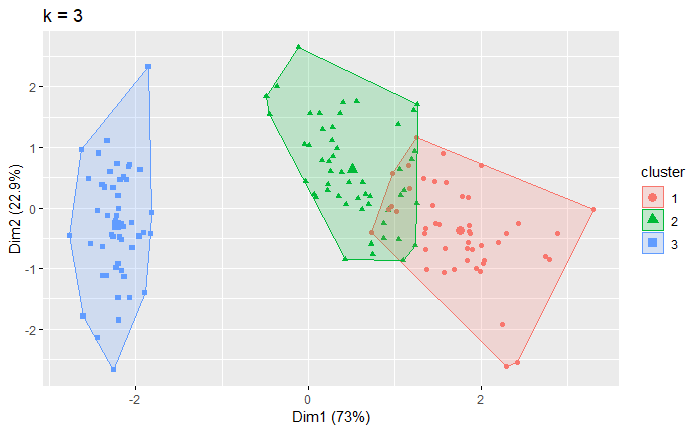 k = 3
2
1
0
-1
-2
Dim2 (22.9%)
-2
0
2
Dim1 (73%)
cluster
1
2
3